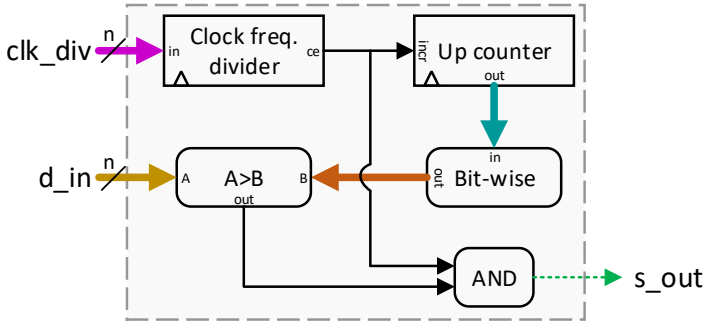 clk_div
n
in
Clock freq.
divider
ce
incr
Up counter
out
d_in
n
A
A>B
B
out
in
out
Bit-wise
AND
s_out